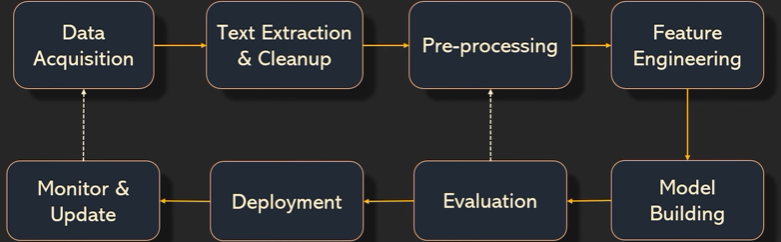 Data
Acquisition
Text Extraction
& Cleanup
Pre-processing
Feature
Engineering
Monitor &
Update
Deployment
Evaluation
Model
Building